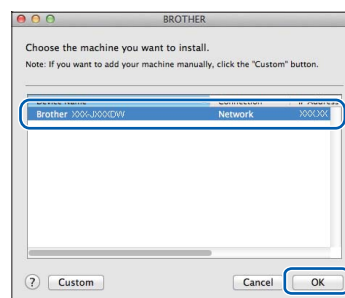 BROTHER
Choose the machine you want to install.
Note: If you want to add your machine manually, click the "Custom" button.
Device Name Connection IP Address
Brother XXX-JXXXDW Network XXX.XX
? Custom Cancel OK